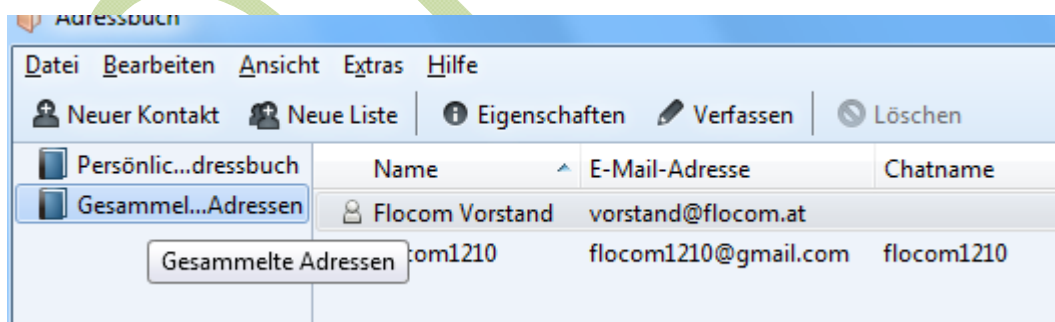 Adressbuch
Datei Bearbeiten Ansicht Extras Hilfe
Neuer Kontakt Neue Liste Eigenschaften Verfassen Löschen
Persönlic...dressbuch
Gesammel...Adressen
Gesammelte Adressen
Name E-Mail-Adresse Chatname
Flocom Vorstand vorstand@flocom.at
com1210 flocom1210@gmail.com flocom1210